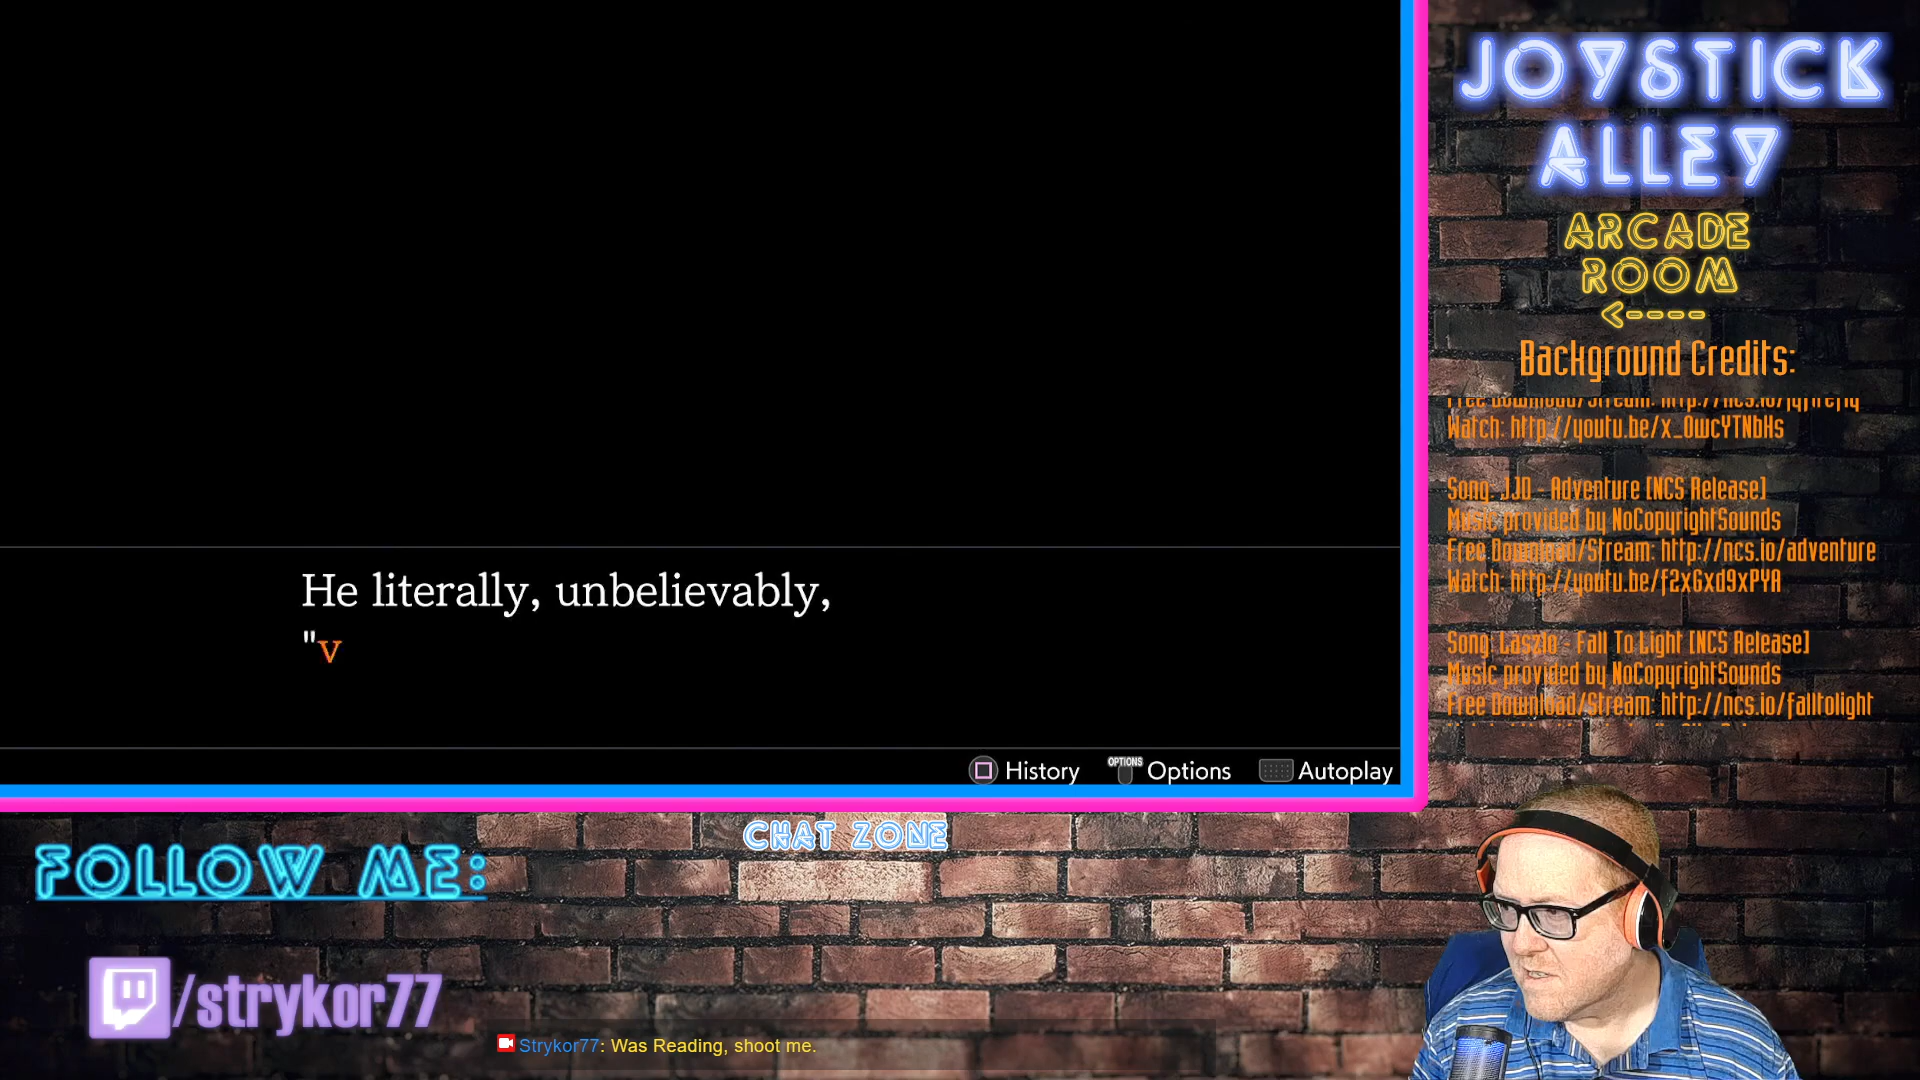 JOYSTICK
ALLEY
ARCADE
ROOM
<----
Background Credits:
Watch: http://youtu.be/x_OwcYTNbHs
Song: JJD - Adventure [NCS Release]
Music provided by NoCopyrightSounds
Free Download/Stream: http://ncs.io/adventure
Watch: http://youtu.be/f2xGxd9xPYA
Song: Laszlo - Fall To Light [NCS Release]
Music provided by NoCopyrightSounds
Free Download/Stream: http://ncs.io/falltolight
He literally, unbelievably,
"v
History
OPTIONS Options
Autoplay
CHAT ZONE
FOLLOW ME:
/strykor77
Strykor77: Was Reading, shoot me.